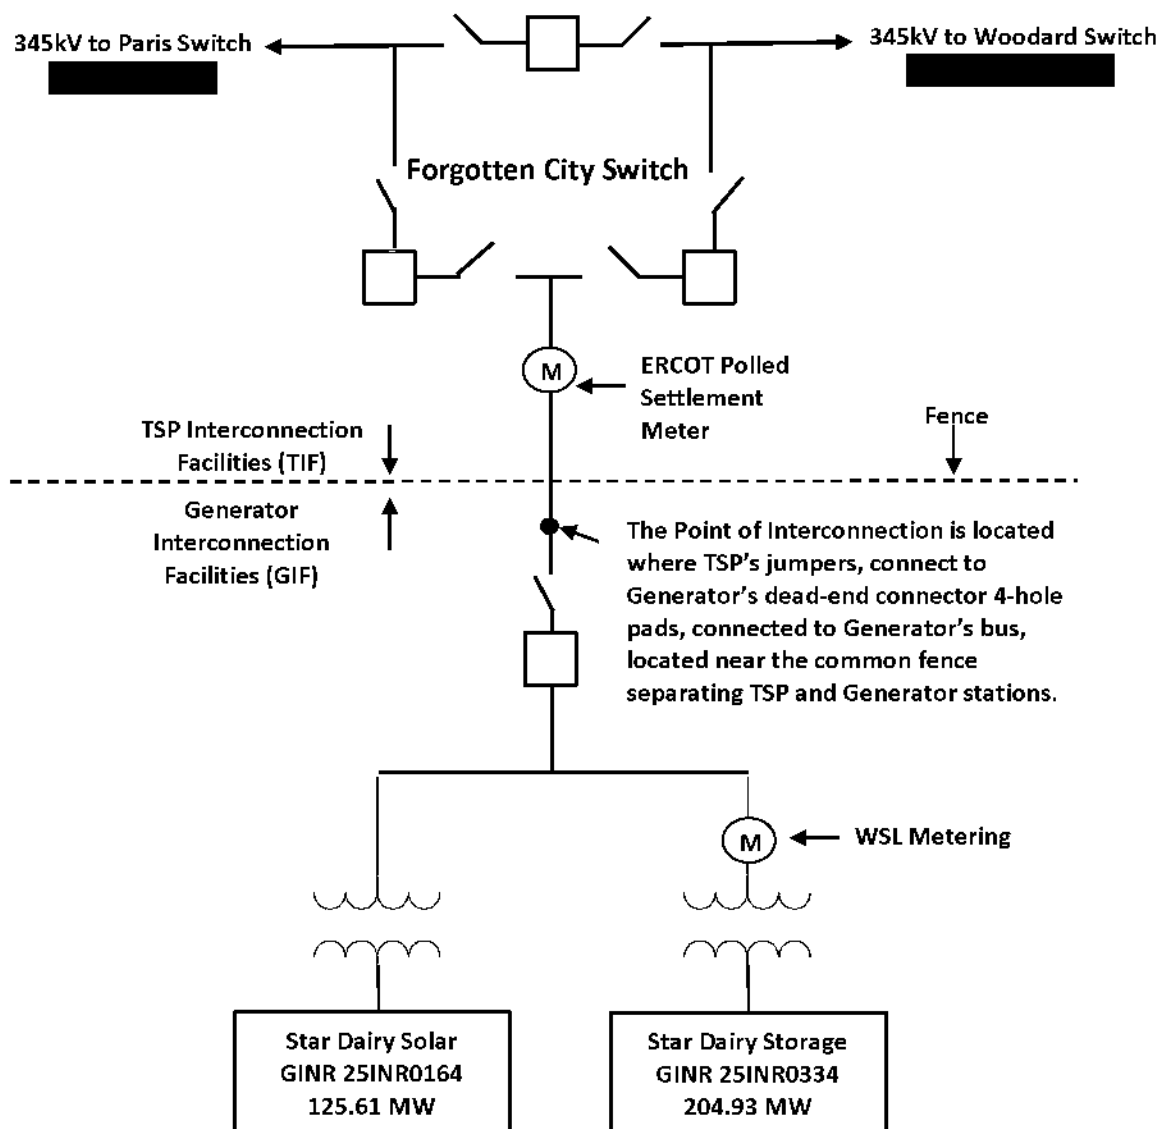 345kV to Paris Switch
345kV to Woodard Switch
Forgotten City Switch
M
ERCOT Polled
Settlement
Meter
TSP Interconnection
Facilities (TIF)
Fence
Generator
Interconnection
Facilities (GIF)
The Point of Interconnection is located
where TSP's jumpers, connect to
Generator's dead-end connector 4-hole
pads, connected to Generator's bus,
located near the common fence
separating TSP and Generator stations.
M
WSL Metering
Star Dairy Solar
GINR 25INR0164
125.61 MW
Star Dairy Storage
GINR 25INR0334
204.93 MW